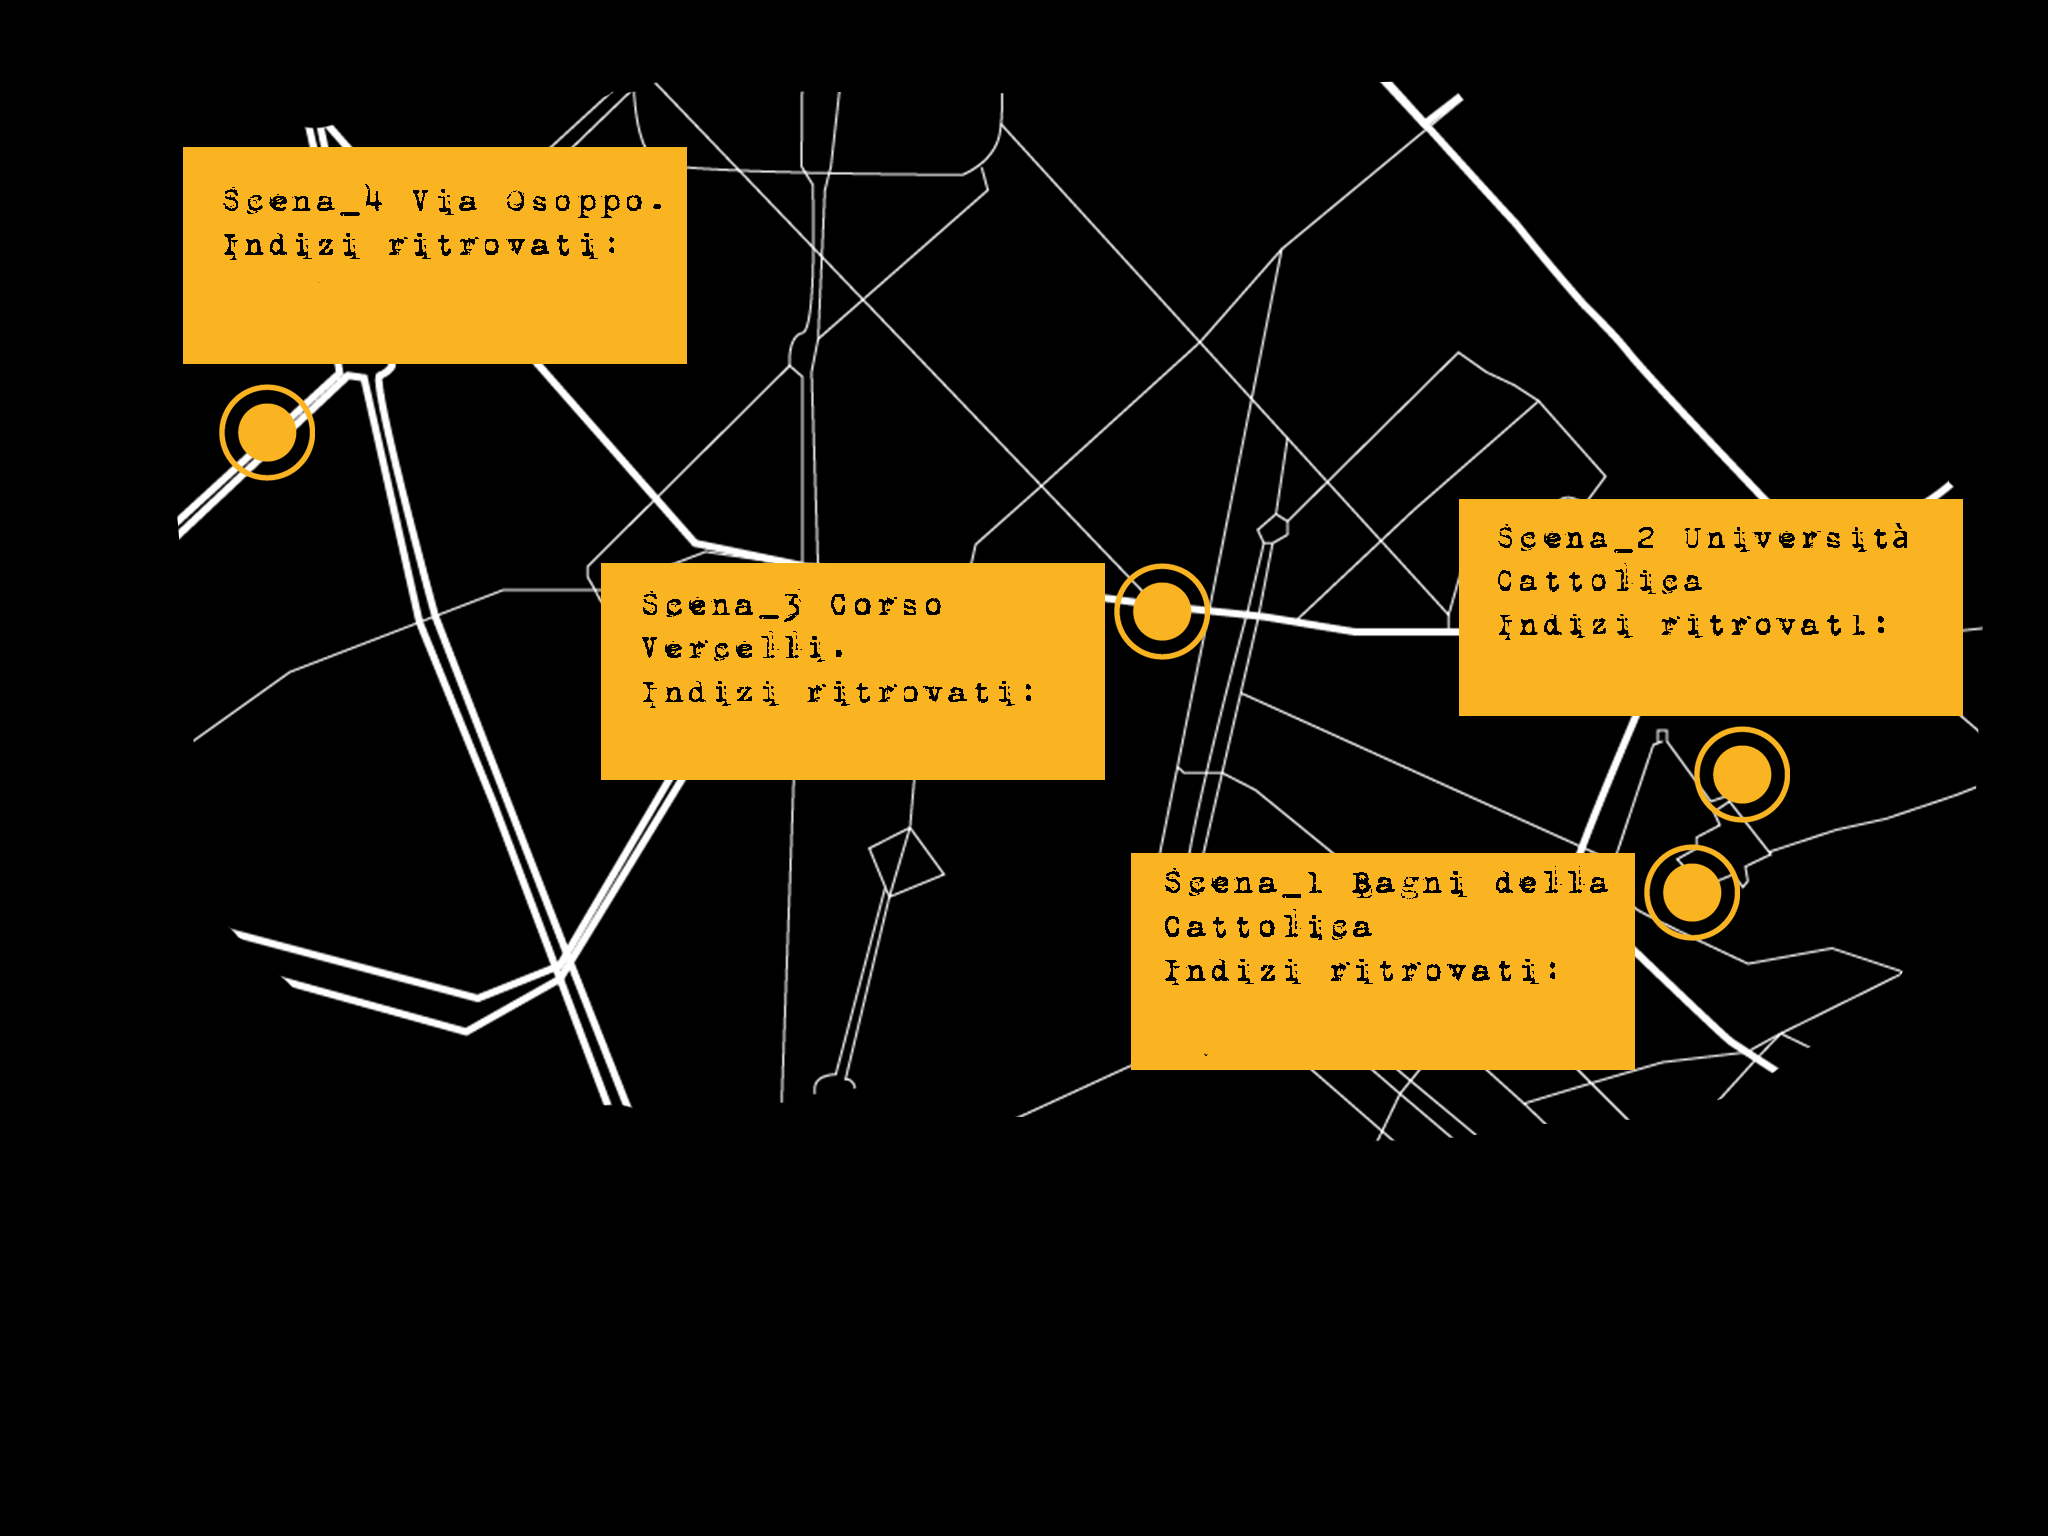 Scena_4 Via Osoppo.
Indizi ritrovati:
Scena_3 Corso
Vercelli.
Indizi ritrovati:
Scena_2 Università
Cattolica
Indizi ritrovati:
Scena_1 Bagni della
Cattolica
Indizi ritrovati: